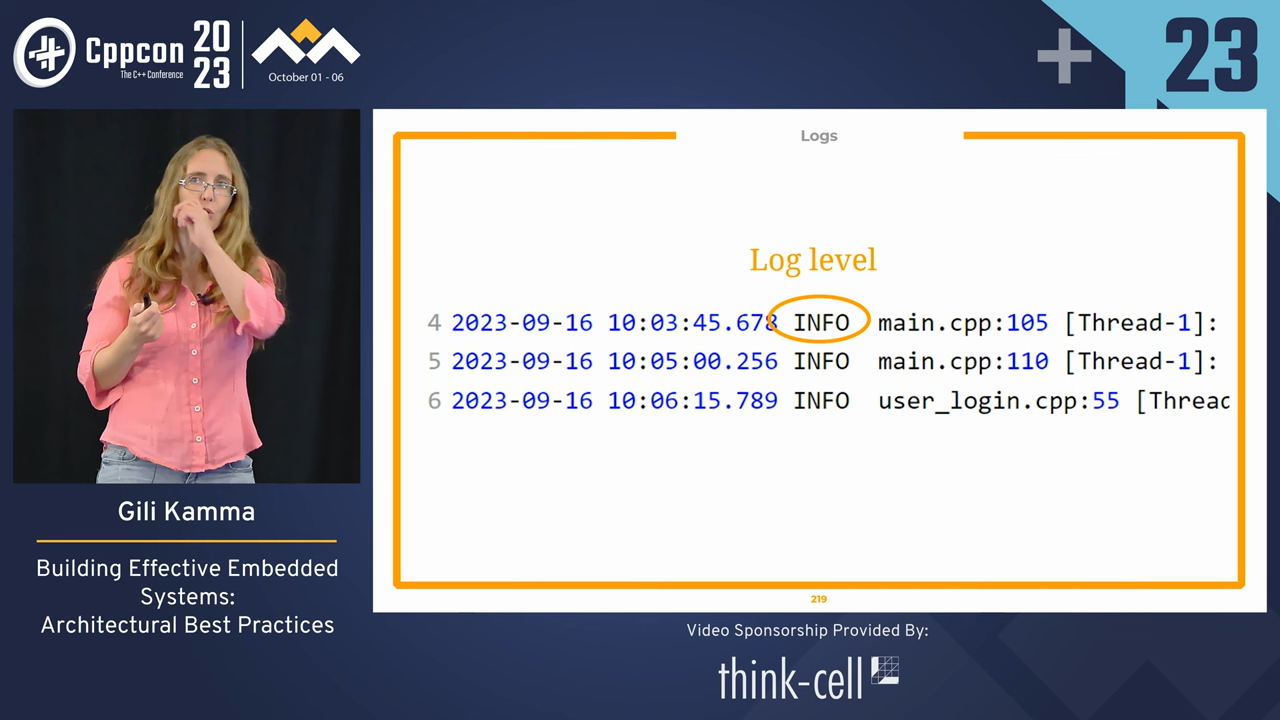 Cppcon
The C++ Conference
20
23
October 01 - 06
23
Logs
Log level
4 2023-09-16 10:03:45.678 INFO main.cpp:105 [Thread-1]:
5 2023-09-16 10:05:00.256 INFO main.cpp:110 [Thread-1]:
6 2023-09-16 10:06:15.789 INFO user_login.cpp:55 [Thread
219
Gili Kamma
Building Effective Embedded
Systems:
Architectural Best Practices
Video Sponsorship Provided By:
think-cell